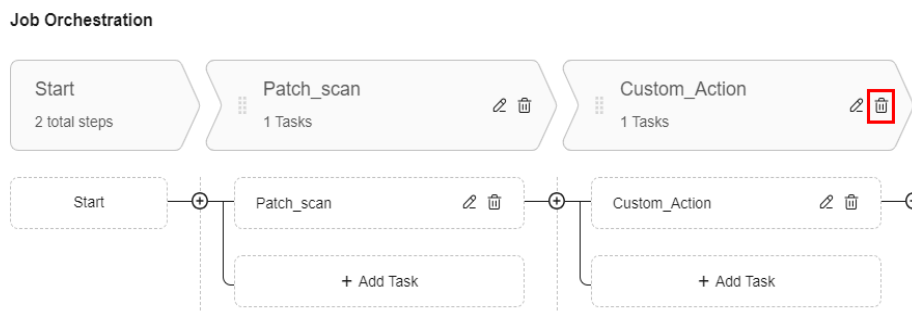 Job Orchestration
Start
2 total steps
Patch_scan
1 Tasks
Custom_Action
1 Tasks
Start
Patch_scan
Custom_Action
+ Add Task
+ Add Task